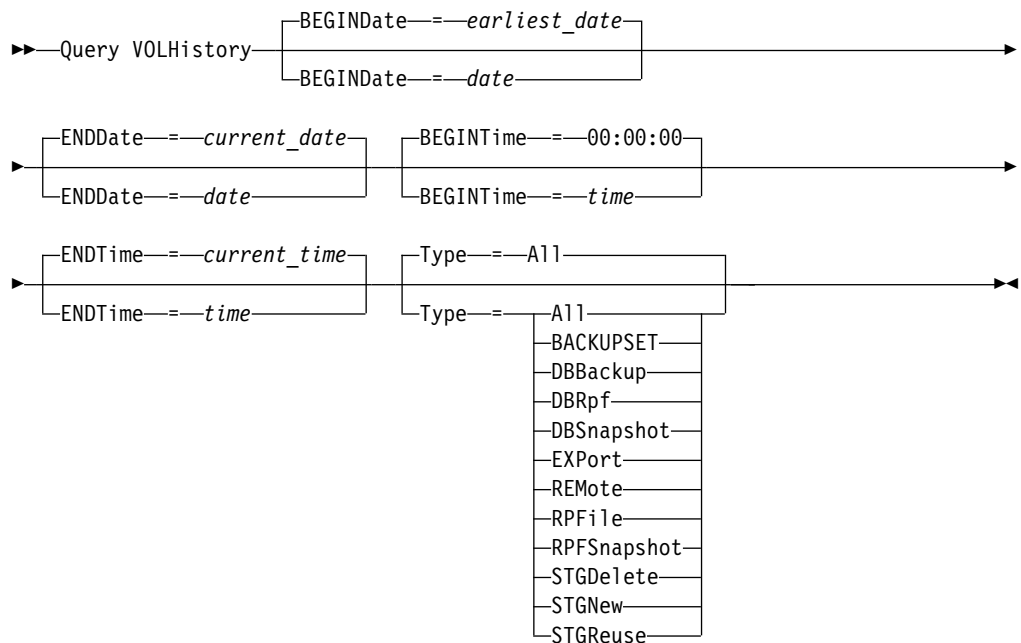 BEGINDate = earliest_date
Query VOLHistory
BEGINDate = date
ENDDate = current_date BEGINTime = 00:00:00
ENDDate = date BEGINTime = time
ENDTime = current_time Type = All
ENDTime = time Type = All
BACKUPSET
DBBackup
DBRpf
DBSnapshot
EXPort
REMote
RPFile
RPFSnapshot
STGDelete
STGNew
STGReuse